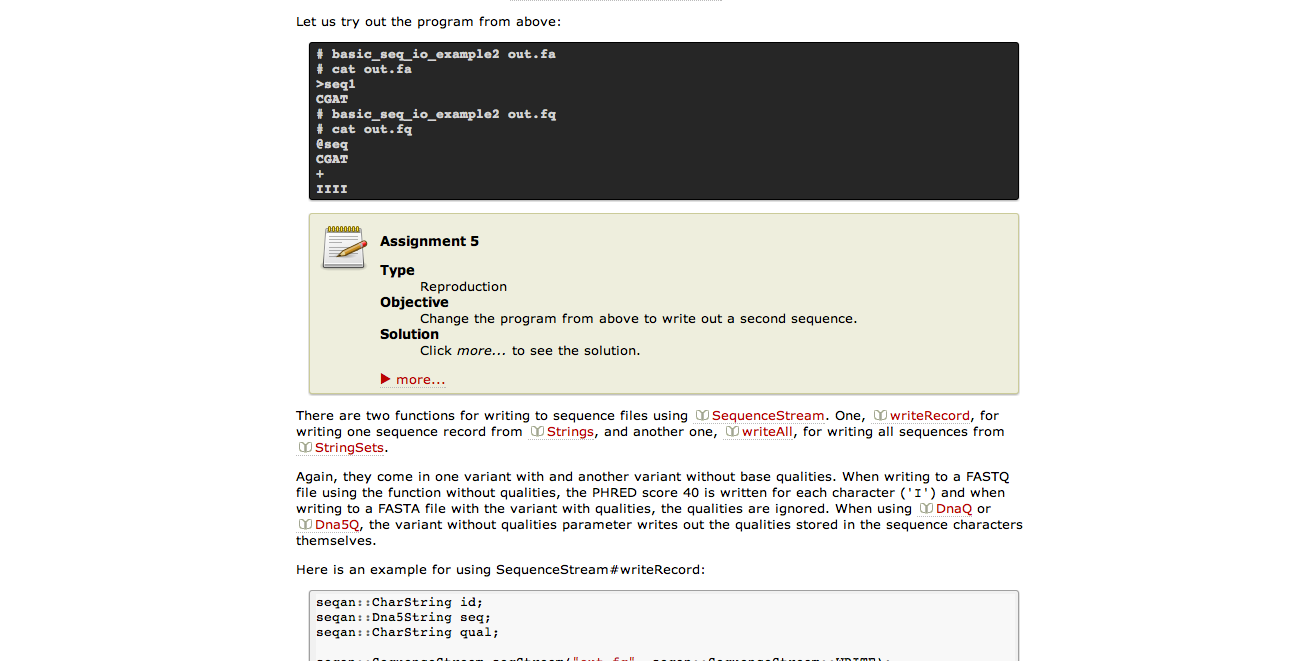 Let us try out the program from above:
# basic_seq_io_example2 out.fa
# cat out.fa
>seq1
CGAT
# basic_seq_io_example2 out.fq
# cat out.fq
@seq
CGAT
+
IIII
Assignment 5
Type
Reproduction
Objective
Change the program from above to write out a second sequence.
Solution
Click more... to see the solution.
more...
There are two functions for writing to sequence files using SequenceStream. One, writeRecord, for
writing one sequence record from Strings, and another one, writeAll, for writing all sequences from
StringSets.
Again, they come in one variant with and another variant without base qualities. When writing to a FASTQ
file using the function without qualities, the PHRED score 40 is written for each character ('I') and when
writing to a FASTA file with the variant with qualities, the qualities are ignored. When using DnaQ or
Dna5Q, the variant without qualities parameter writes out the qualities stored in the sequence characters
themselves.
Here is an example for using SequenceStream#writeRecord:
seqan::CharString id;
seqan::Dna5String seq;
seqan::CharString qual;
seqan::SequenceStream seqStream("out.fq", seqan::SequenceStream::WRITE);